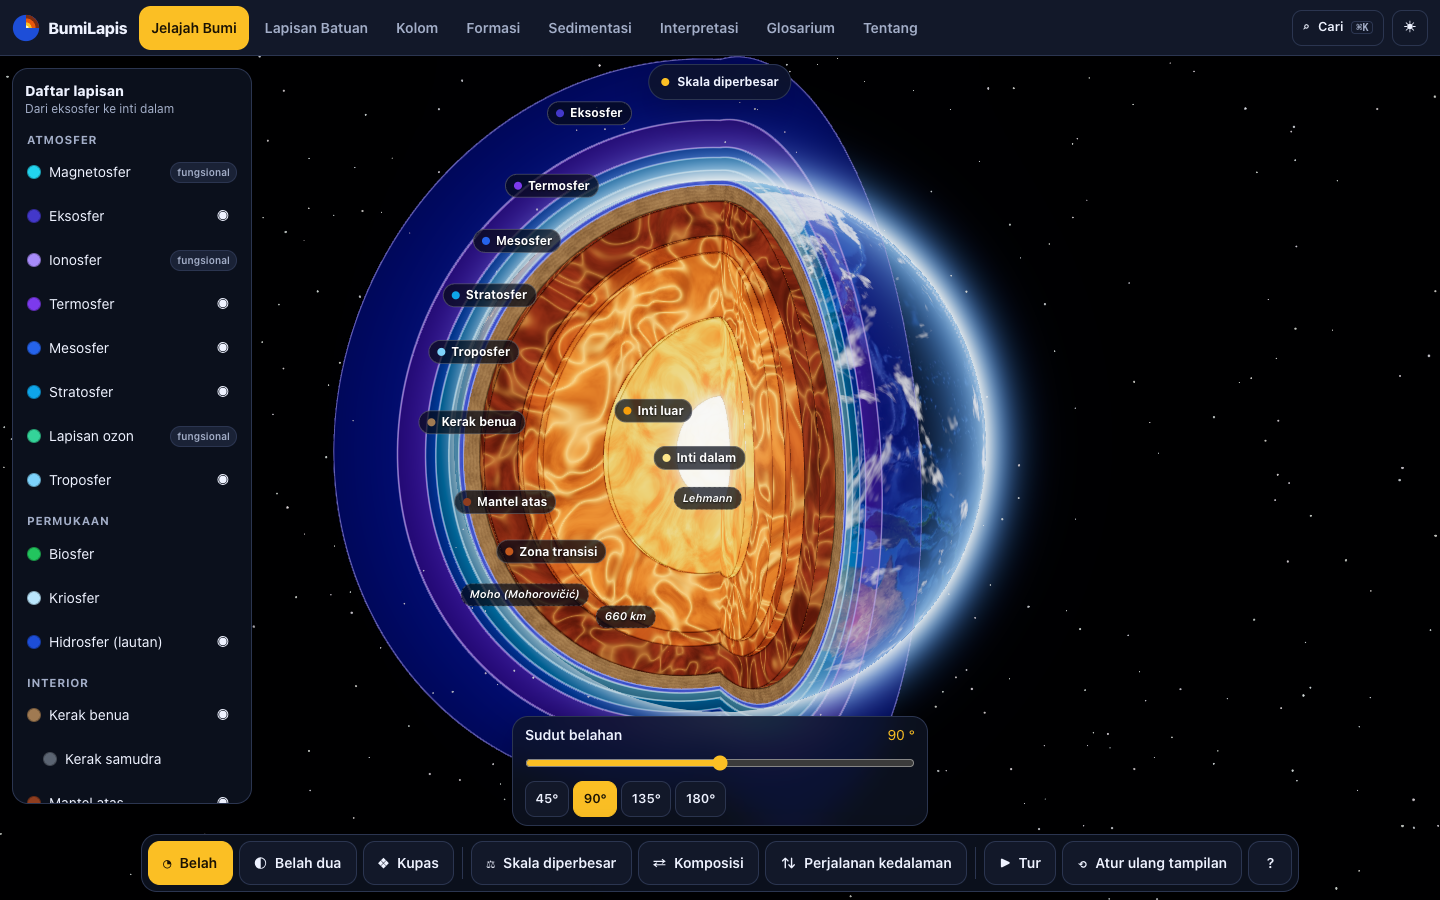 BumiLapis
Jelajah Bumi
Lapisan Batuan
Kolom
Formasi
Sedimentasi
Interpretasi
Glosarium
Tentang
Cari ⌘K
Daftar lapisan
Dari eksosfer ke inti dalam
ATMOSFER
Magnetosfer fungsional
Eksosfer
Ionosfer fungsional
Termosfer
Mesosfer
Stratosfer
Lapisan ozon fungsional
Troposfer
PERMUKAAN
Biosfer
Kriosfer
Hidrosfer (lautan)
INTERIOR
Kerak benua
Kerak samudra
Mantel atas
Skala diperbesar
Eksosfer
Termosfer
Mesosfer
Stratosfer
Troposfer
Kerak benua
Inti luar
Inti dalam
Lehmann
Mantel atas
Zona transisi
Moho (Mohorovičić)
660 km
Sudut belahan 90 °
45° 90° 135° 180°
Belah
Belah dua
Kupas
Skala diperbesar
Komposisi
Perjalanan kedalaman
Tur
Atur ulang tampilan
?